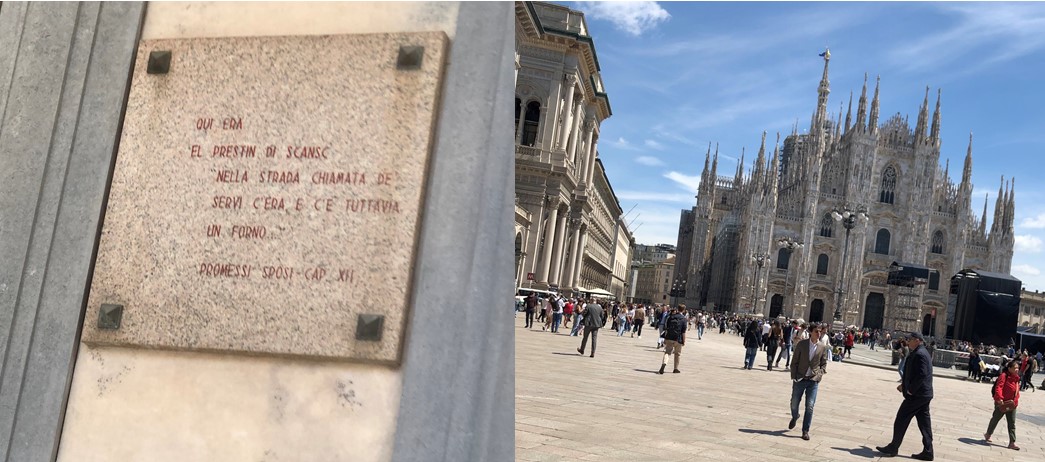 QUI ERA
EL PRESTIN DI SCANSC
"NELLA STRADA CHIAMATA DE'
SERVI C'ERA, E C'E' TUTTAVIA,
UN FORNO..."
PROMESSI SPOSI CAP. XII